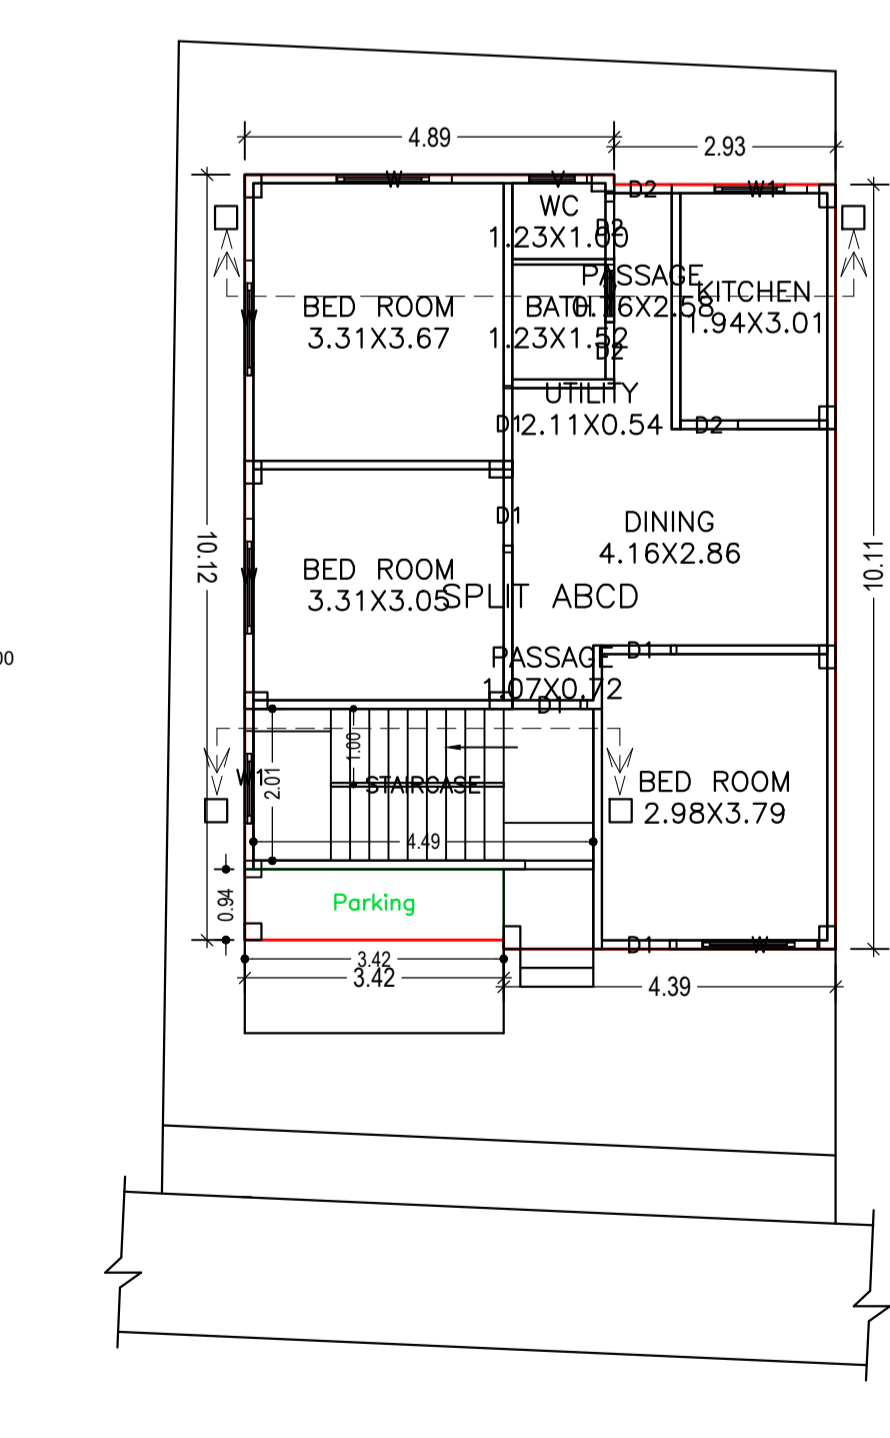 4.89
2.93
W
V
D2
W1
WC
1.23X1.00
D2
PASSAGE
0.76X2.58
KITCHEN
1.94X3.01
BED ROOM
3.31X3.67
BATH
1.23X1.52
D2
W
UTILITY
2.11X0.54
D1
D2
D1
DINING
4.16X2.86
10.12
10.11
BED ROOM
3.31X3.05
W
SPLIT ABCD
00
PASSAGE
1.07X0.72
D1
D1
1.00
2.01
W1
STAIRCASE
BED ROOM
2.98X3.79
4.49
0.94
Parking
D1
W
3.42
3.42
4.39